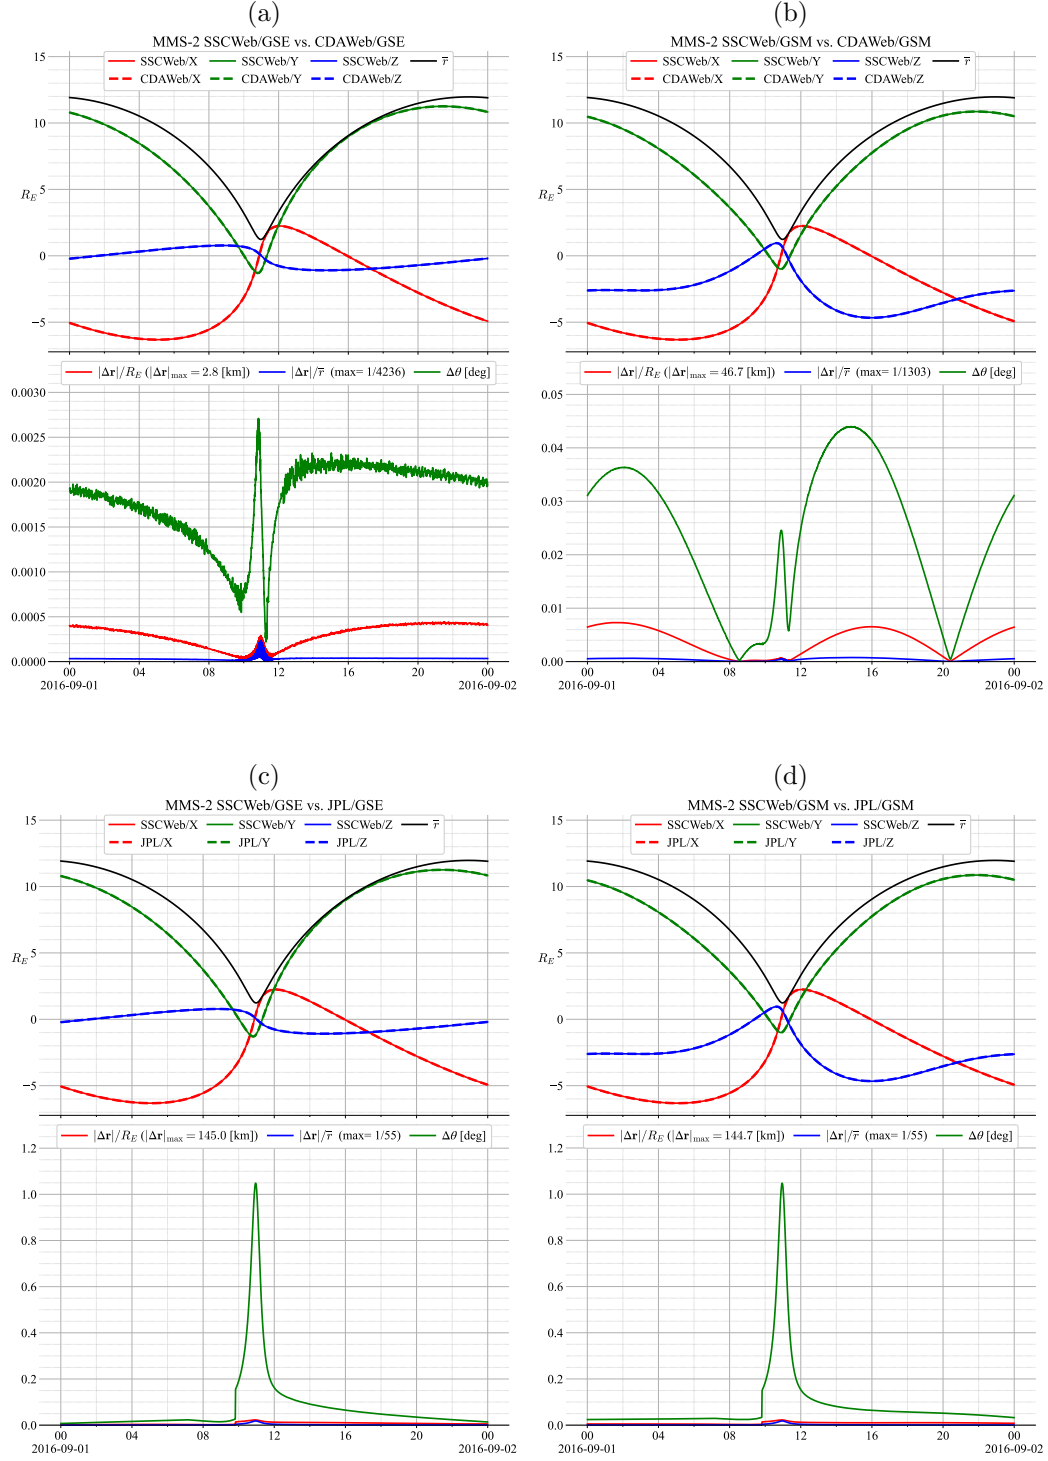 (a)
MMS-2 SSCWeb/GSE vs. CDAWeb/GSE
SSCWeb/X SSCWeb/Y SSCWeb/Z r̅
CDAWeb/X CDAWeb/Y CDAWeb/Z
15
10
R_E 5
0
−5
|Δr|/R_E (|Δr|max = 2.8 [km]) |Δr|/r̅ (max= 1/4236) Δθ [deg]
0.0030
0.0025
0.0020
0.0015
0.0010
0.0005
0.0000
00 04 08 12 16 20 00
2016-09-01 2016-09-02
(b)
MMS-2 SSCWeb/GSM vs. CDAWeb/GSM
SSCWeb/X SSCWeb/Y SSCWeb/Z r̅
CDAWeb/X CDAWeb/Y CDAWeb/Z
15
10
R_E 5
0
−5
|Δr|/R_E (|Δr|max = 46.7 [km]) |Δr|/r̅ (max= 1/1303) Δθ [deg]
0.05
0.04
0.03
0.02
0.01
0.00
00 04 08 12 16 20 00
2016-09-01 2016-09-02
(c)
MMS-2 SSCWeb/GSE vs. JPL/GSE
SSCWeb/X SSCWeb/Y SSCWeb/Z r̅
JPL/X JPL/Y JPL/Z
15
10
5
R_E
0
−5
|Δr|/R_E (|Δr|max = 145.0 [km]) |Δr|/r̅ (max= 1/55) Δθ [deg]
1.2
1.0
0.8
0.6
0.4
0.2
0.0
00 04 08 12 16 20 00
2016-09-01 2016-09-02
(d)
MMS-2 SSCWeb/GSM vs. JPL/GSM
SSCWeb/X SSCWeb/Y SSCWeb/Z r̅
JPL/X JPL/Y JPL/Z
15
10
R_E 5
0
−5
|Δr|/R_E (|Δr|max = 144.7 [km]) |Δr|/r̅ (max= 1/55) Δθ [deg]
1.2
1.0
0.8
0.6
0.4
0.2
0.0
00 04 08 12 16 20 00
2016-09-01 2016-09-02